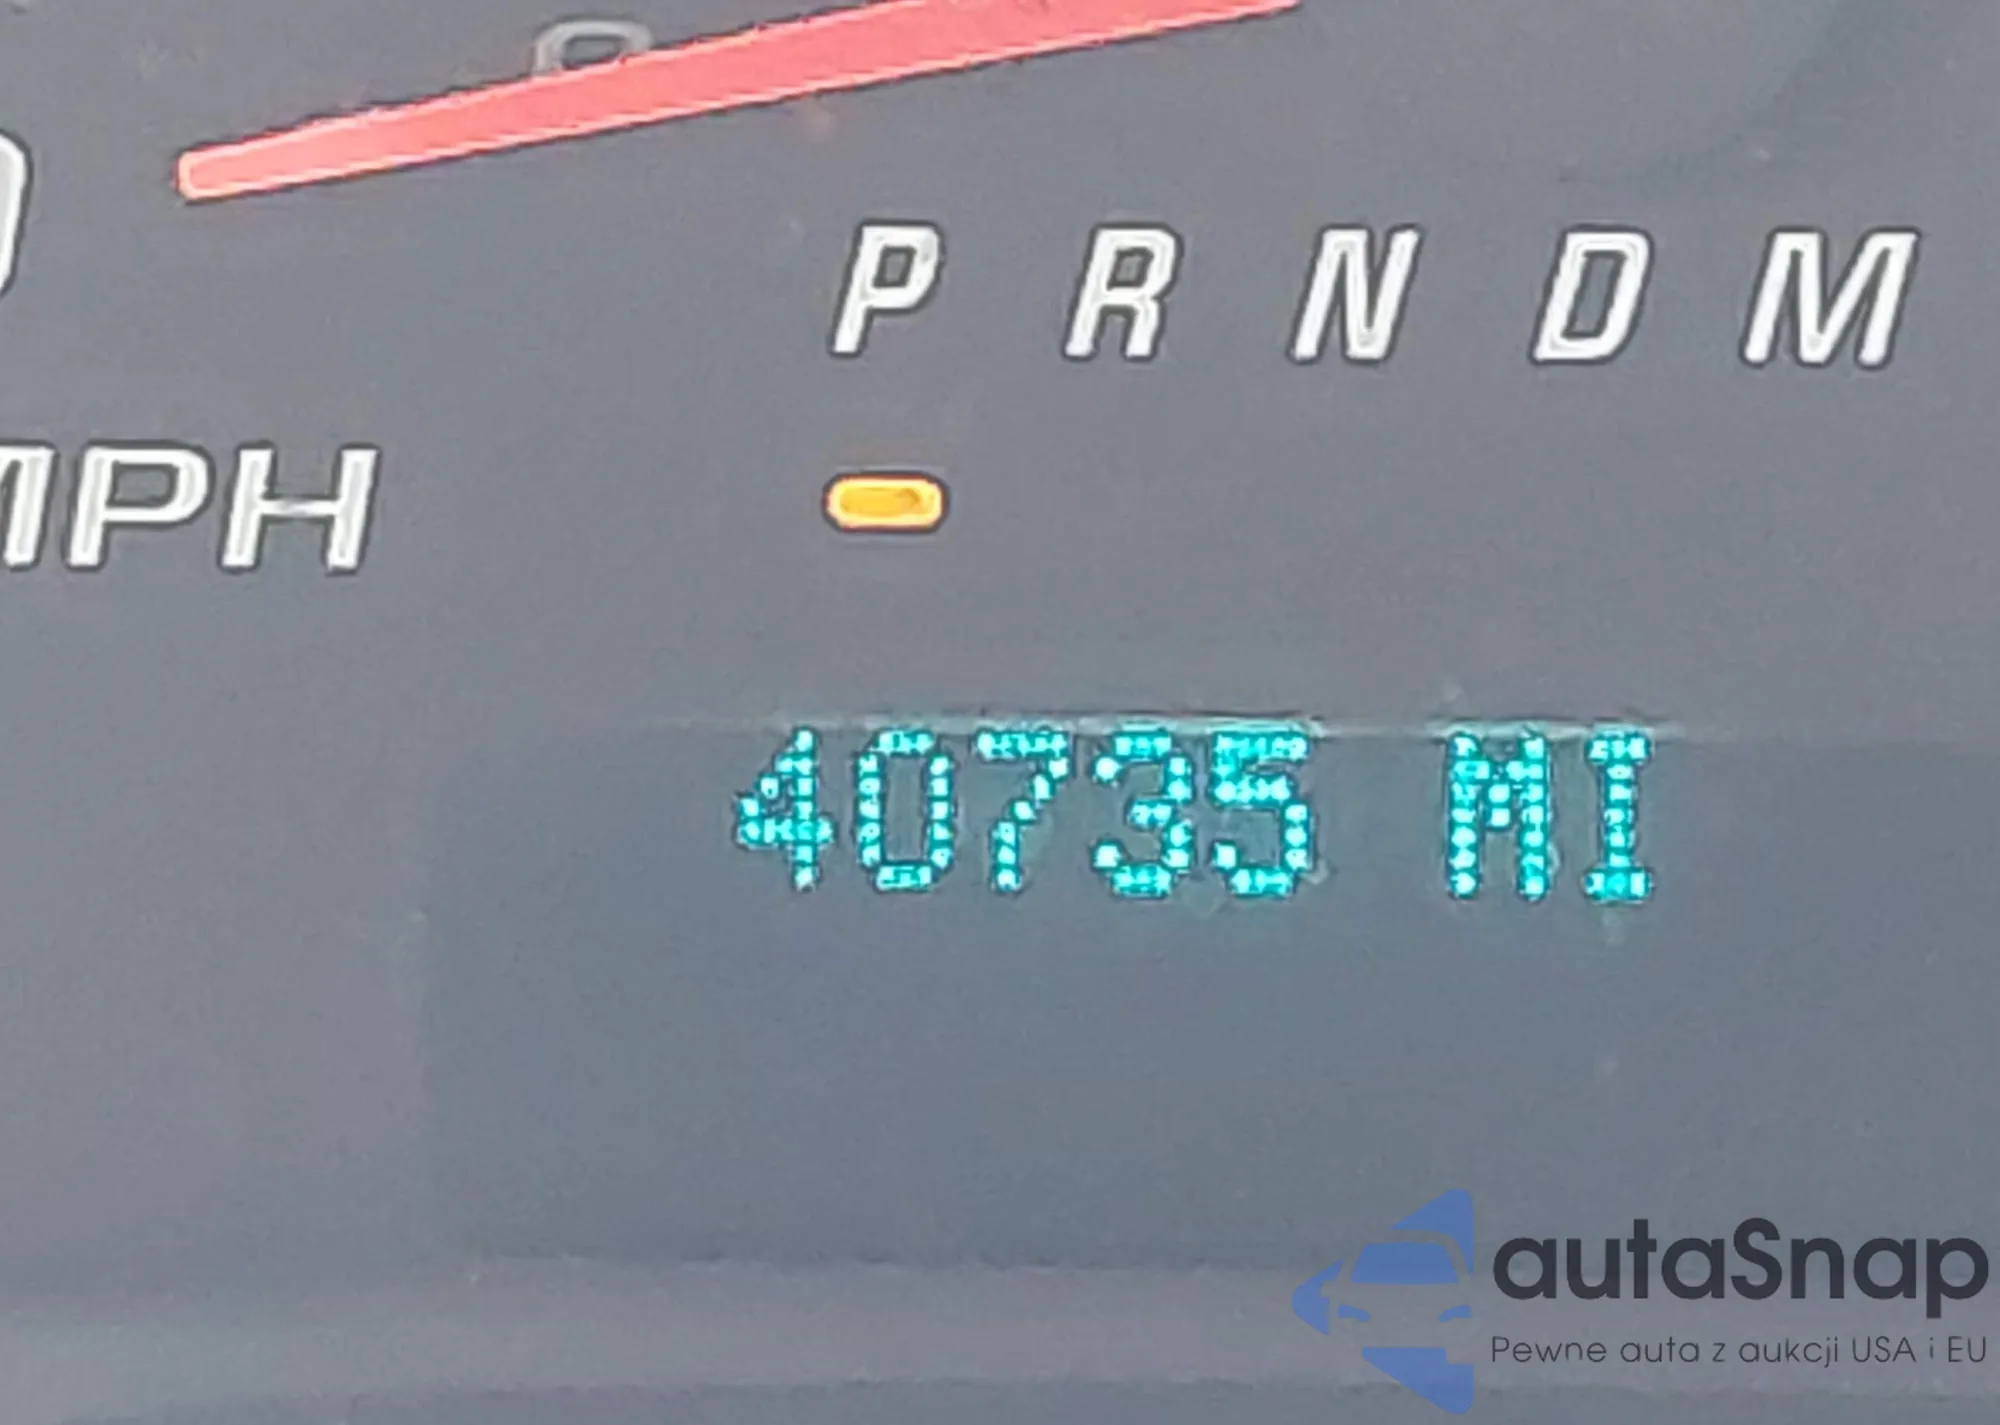 P R N D M
MPH
40735 MI
autaSnap
Pewne auta z aukcji USA i EU